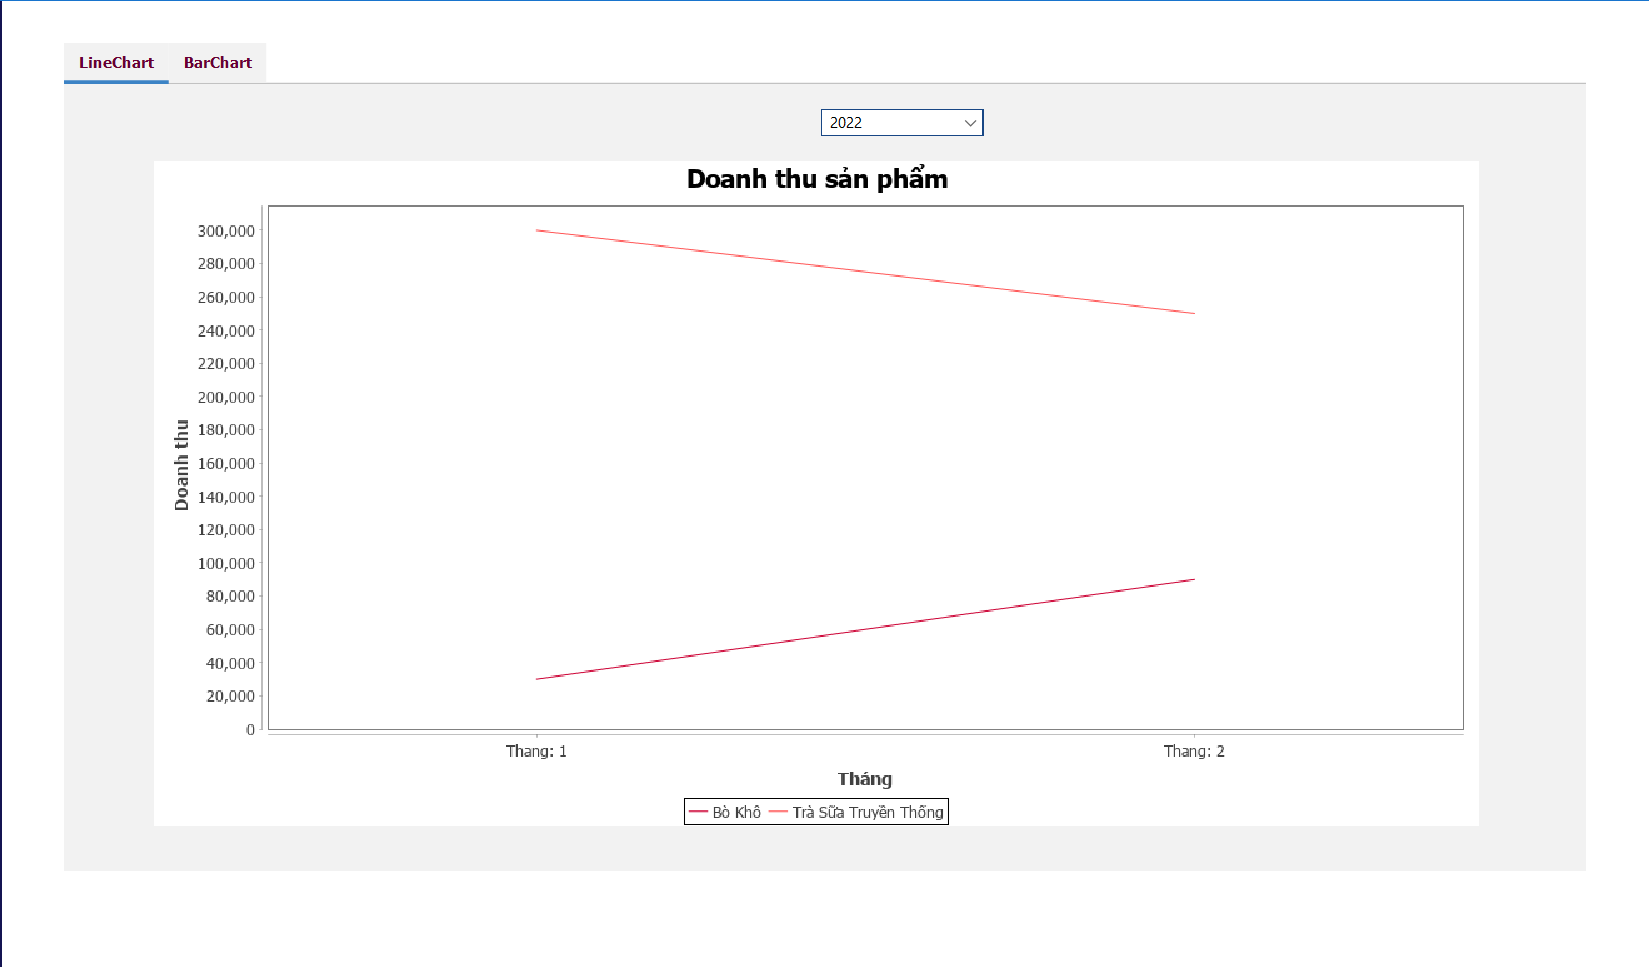 LineChart BarChart
2022
Doanh thu sản phẩm
300,000
280,000
260,000
240,000
220,000
200,000
180,000
160,000
140,000
120,000
100,000
80,000
60,000
40,000
20,000
0
Doanh thu
Thang: 1 Thang: 2
Tháng
Bò Khô Trà Sữa Truyền Thống